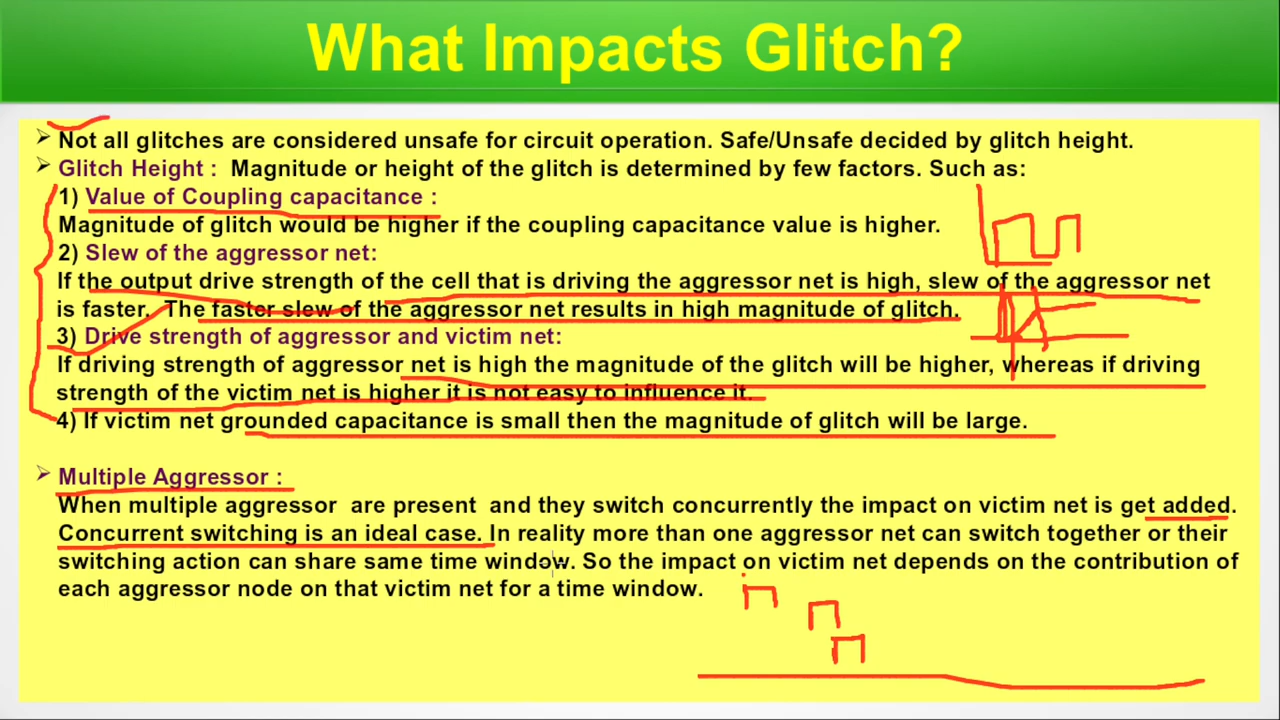 What Impacts Glitch?
Not all glitches are considered unsafe for circuit operation. Safe/Unsafe decided by glitch height.
Glitch Height : Magnitude or height of the glitch is determined by few factors. Such as:
1) Value of Coupling capacitance :
Magnitude of glitch would be higher if the coupling capacitance value is higher.
2) Slew of the aggressor net:
If the output drive strength of the cell that is driving the aggressor net is high, slew of the aggressor net
is faster. The faster slew of the aggressor net results in high magnitude of glitch.
3) Drive strength of aggressor and victim net:
If driving strength of aggressor net is high the magnitude of the glitch will be higher, whereas if driving
strength of the victim net is higher it is not easy to influence it.
4) If victim net grounded capacitance is small then the magnitude of glitch will be large.
Multiple Aggressor :
When multiple aggressor are present and they switch concurrently the impact on victim net is get added.
Concurrent switching is an ideal case. In reality more than one aggressor net can switch together or their
switching action can share same time window. So the impact on victim net depends on the contribution of
each aggressor node on that victim net for a time window.